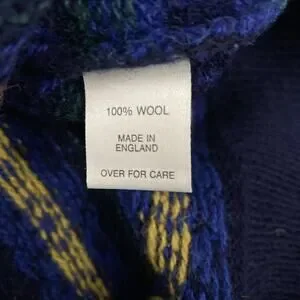 100% WOOL
MADE IN
ENGLAND
OVER FOR CARE